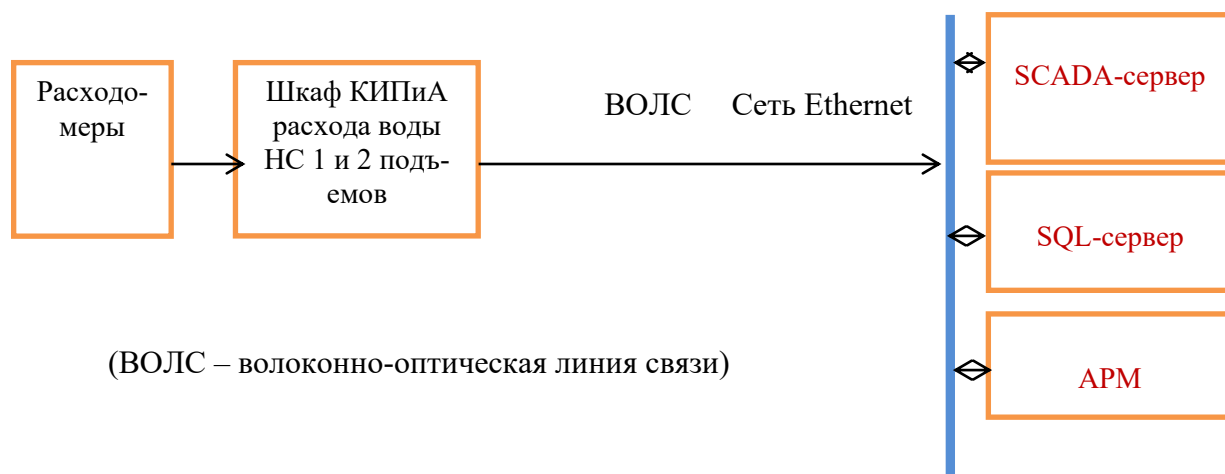 Расходо-
меры
Шкаф КИПиА
расхода воды
НС 1 и 2 подъ-
емов
ВОЛС Сеть Ethernet
SCADA-сервер
SQL-сервер
АРМ
(ВОЛС – волоконно-оптическая линия связи)